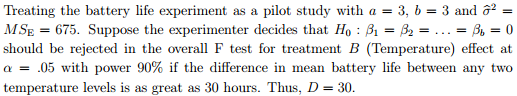 Treating the battery life experiment as a pilot study with a = 3, b = 3 and σ̂² =
MS_E = 675. Suppose the experimenter decides that H₀ : β₁ = β₂ = . . . = β_b = 0
should be rejected in the overall F test for treatment B (Temperature) effect at
α = .05 with power 90% if the difference in mean battery life between any two
temperature levels is as great as 30 hours. Thus, D = 30.